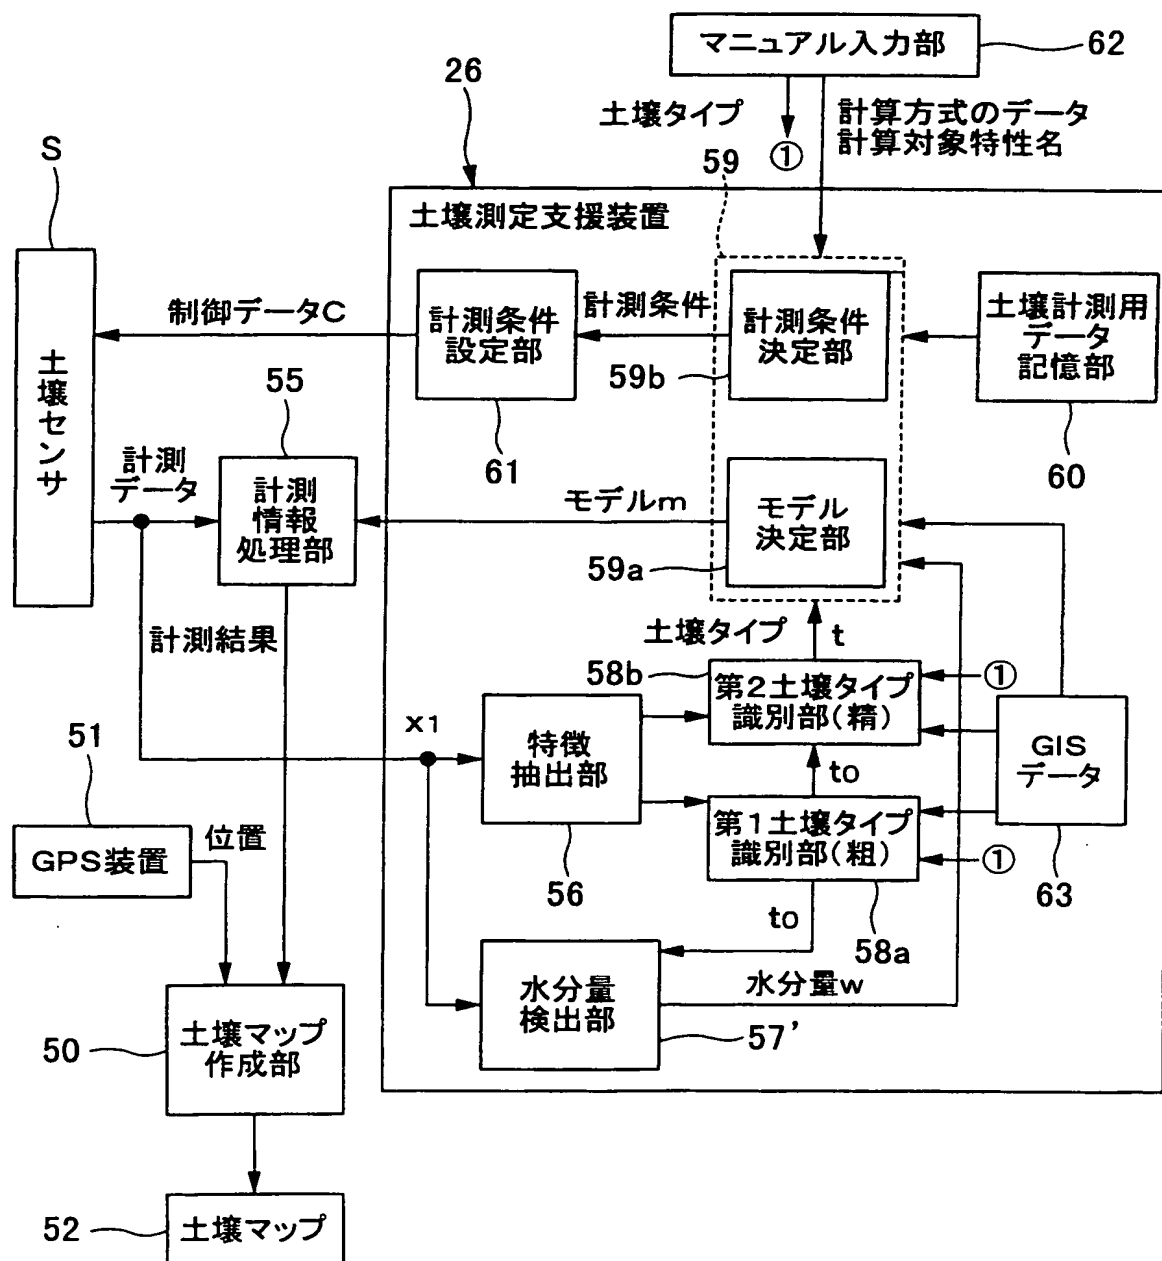 マニュアル入力部
62
26
土壌タイプ
①
計算方式のデータ
計算対象特性名
S
59
土壌測定支援装置
土壌センサ
制御データC
計測条件
設定部
計測条件
計測条件
決定部
土壌計測用
データ
記憶部
59b
55
61
60
計測
データ
計測
情報
処理部
モデルm
モデル
決定部
59a
計測結果
土壌タイプ
t
58b
第2土壌タイプ
識別部(精)
①
51
x1
特徴
抽出部
GIS
データ
to
GPS装置
位置
第1土壌タイプ
識別部(粗)
①
56
63
to
58a
水分量
検出部
水分量w
57’
50
土壌マップ
作成部
52
土壌マップ